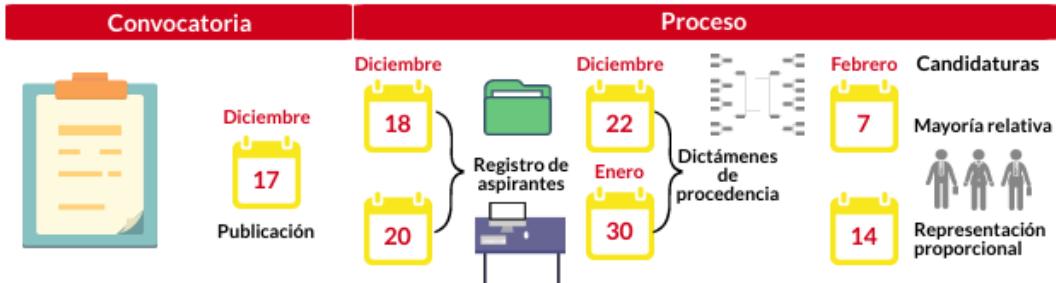 Convocatoria
Proceso
Diciembre
17
Publicación
Diciembre
18
20
Registro de
aspirantes
Diciembre
22
Enero
30
Dictámenes
de
procedencia
Febrero
7
14
Candidaturas
Mayoría relativa
Representación
proporcional